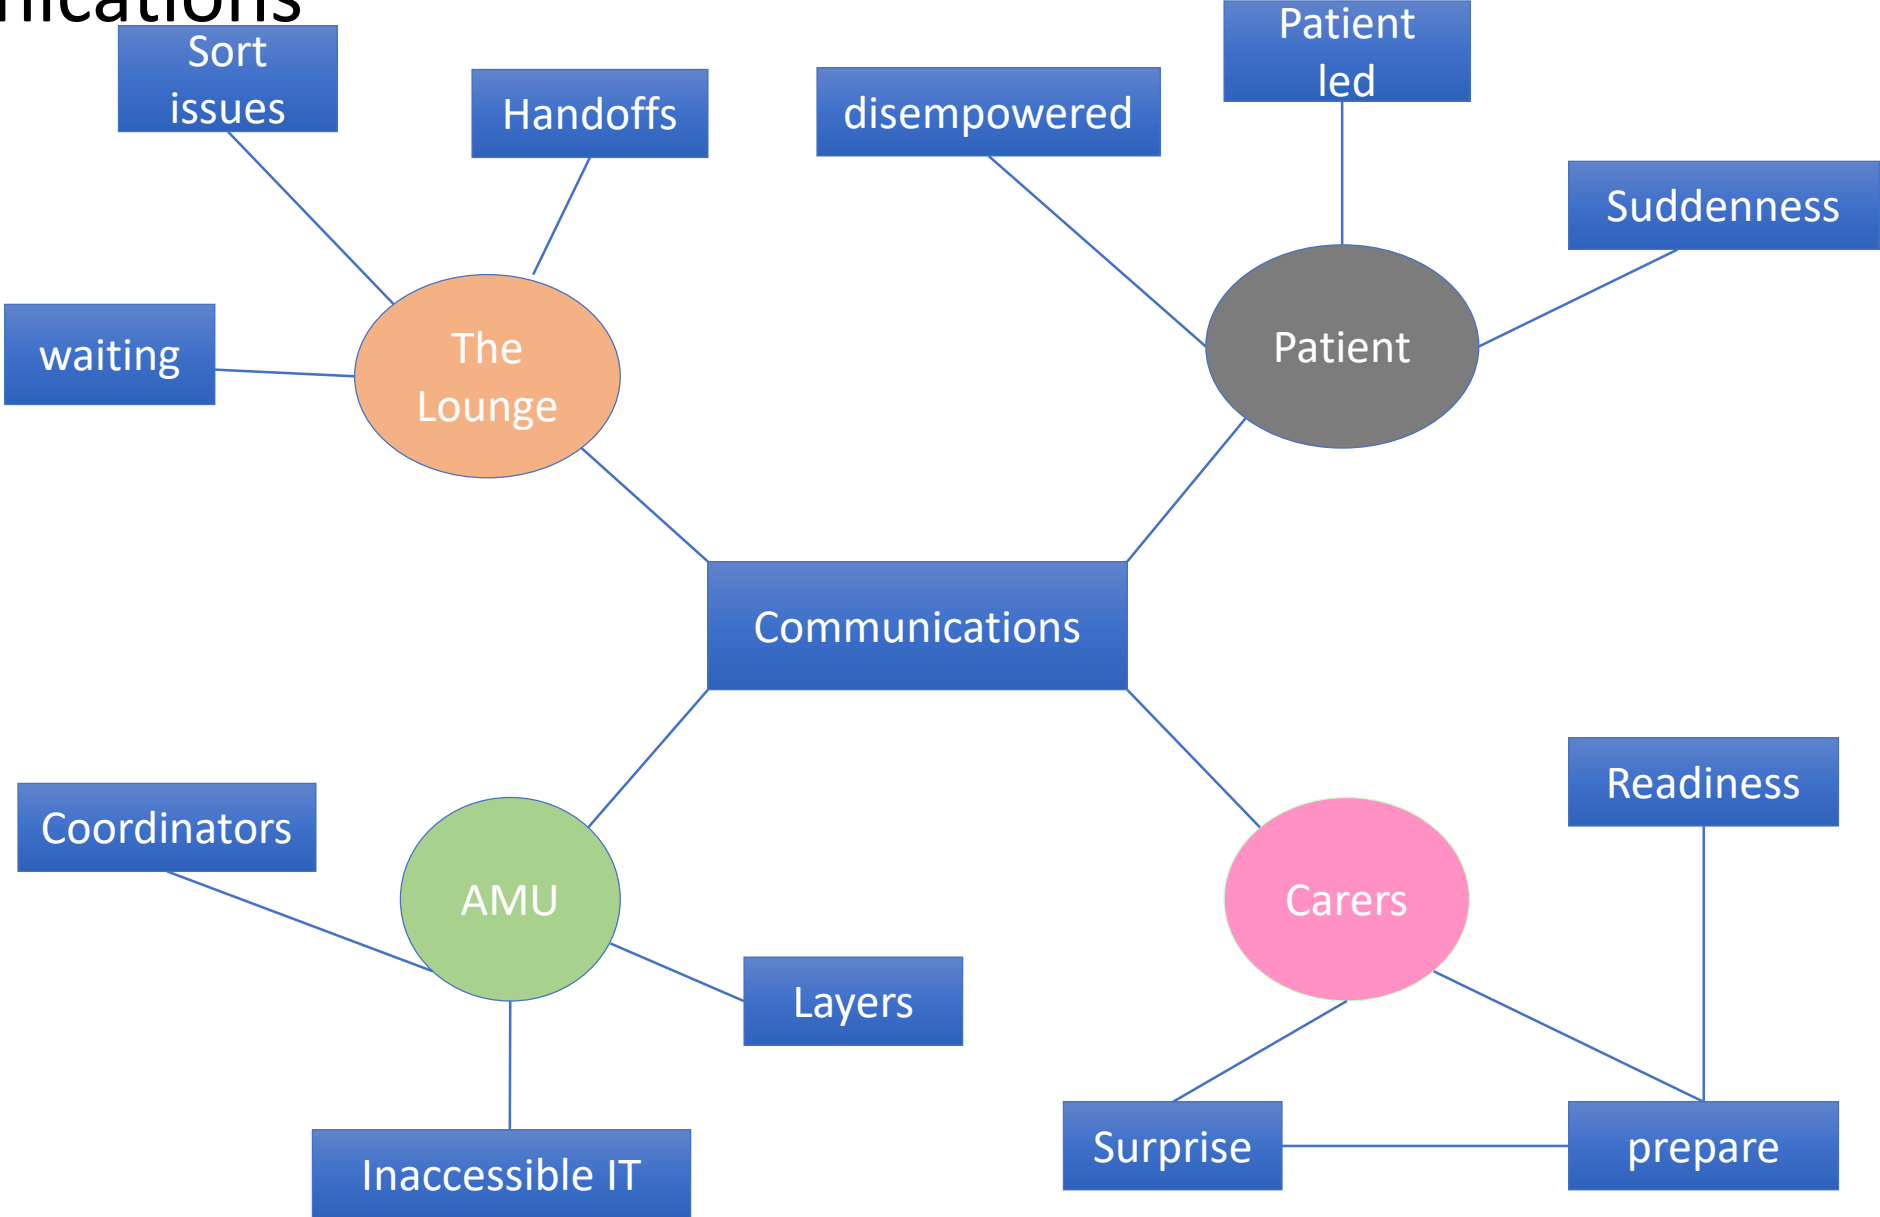 nications
Sort
issues
Handoffs
disempowered
Patient
led
Suddenness
waiting
The
Lounge
Patient
Communications
Coordinators
AMU
Layers
Inaccessible IT
Carers
Readiness
Surprise
prepare